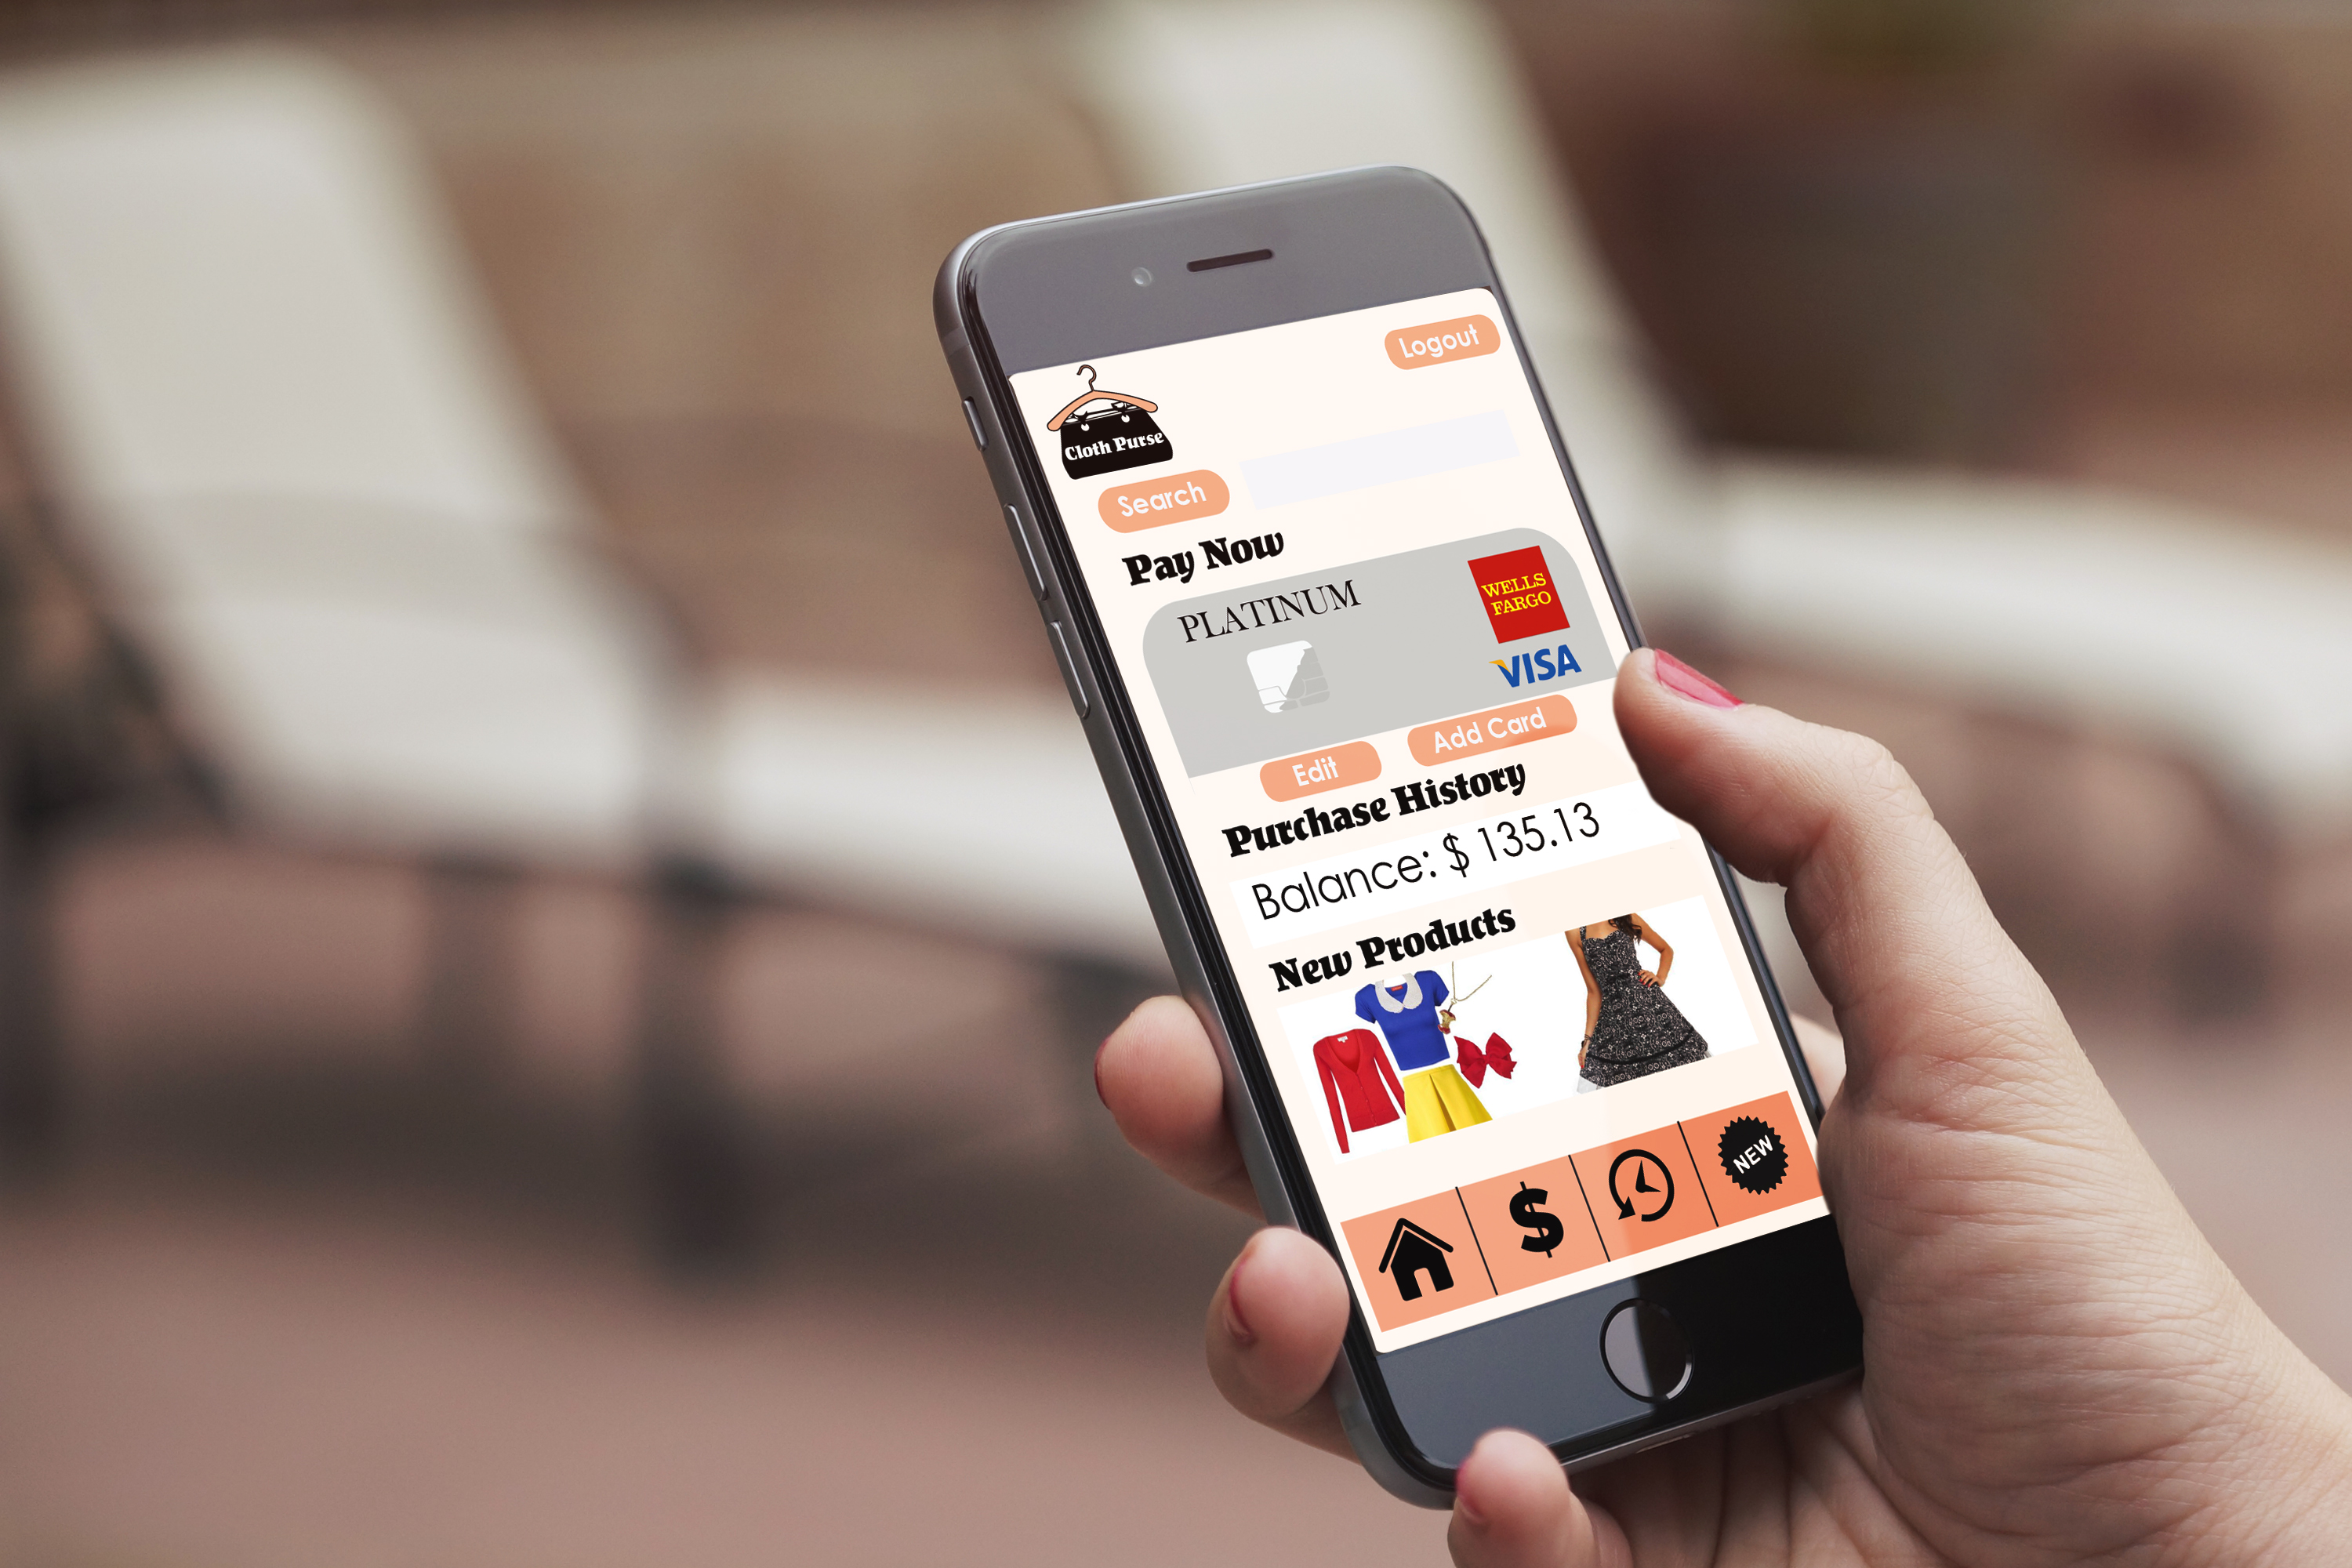 Logout
Cloth Purse
Search
Pay Now
PLATINUM
WELLS
FARGO
VISA
Edit
Add Card
Purchase History
Balance: $ 135.13
New Products
$
NEW